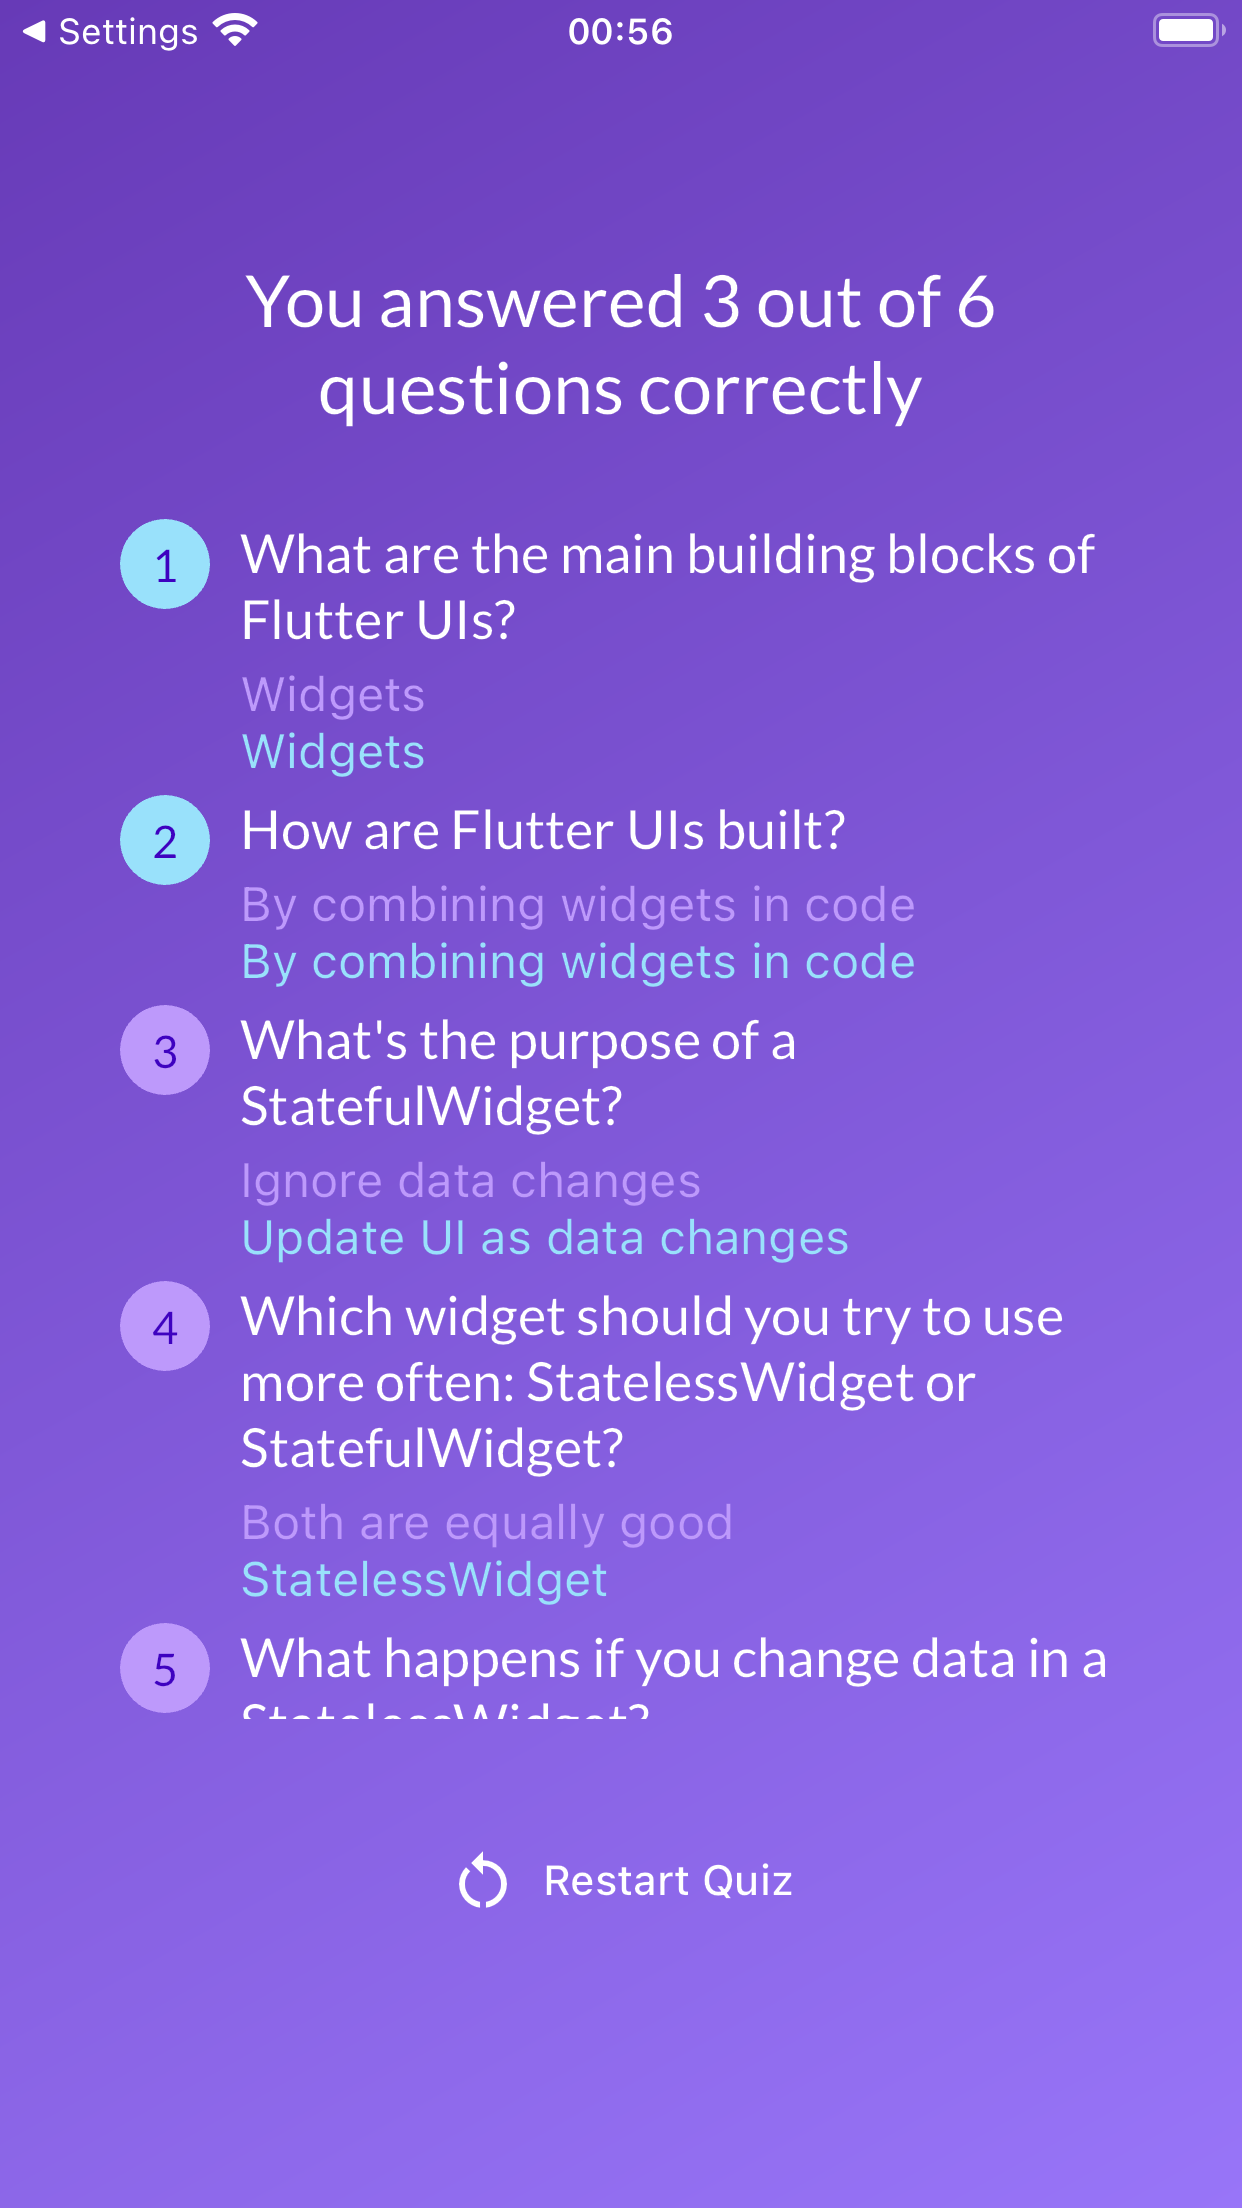 Settings
00:56
You answered 3 out of 6
questions correctly
1
What are the main building blocks of
Flutter UIs?
Widgets
Widgets
2
How are Flutter UIs built?
By combining widgets in code
By combining widgets in code
3
What's the purpose of a
StatefulWidget?
Ignore data changes
Update UI as data changes
4
Which widget should you try to use
more often: StatelessWidget or
StatefulWidget?
Both are equally good
StatelessWidget
5
What happens if you change data in a
StatelessWidget?
Restart Quiz